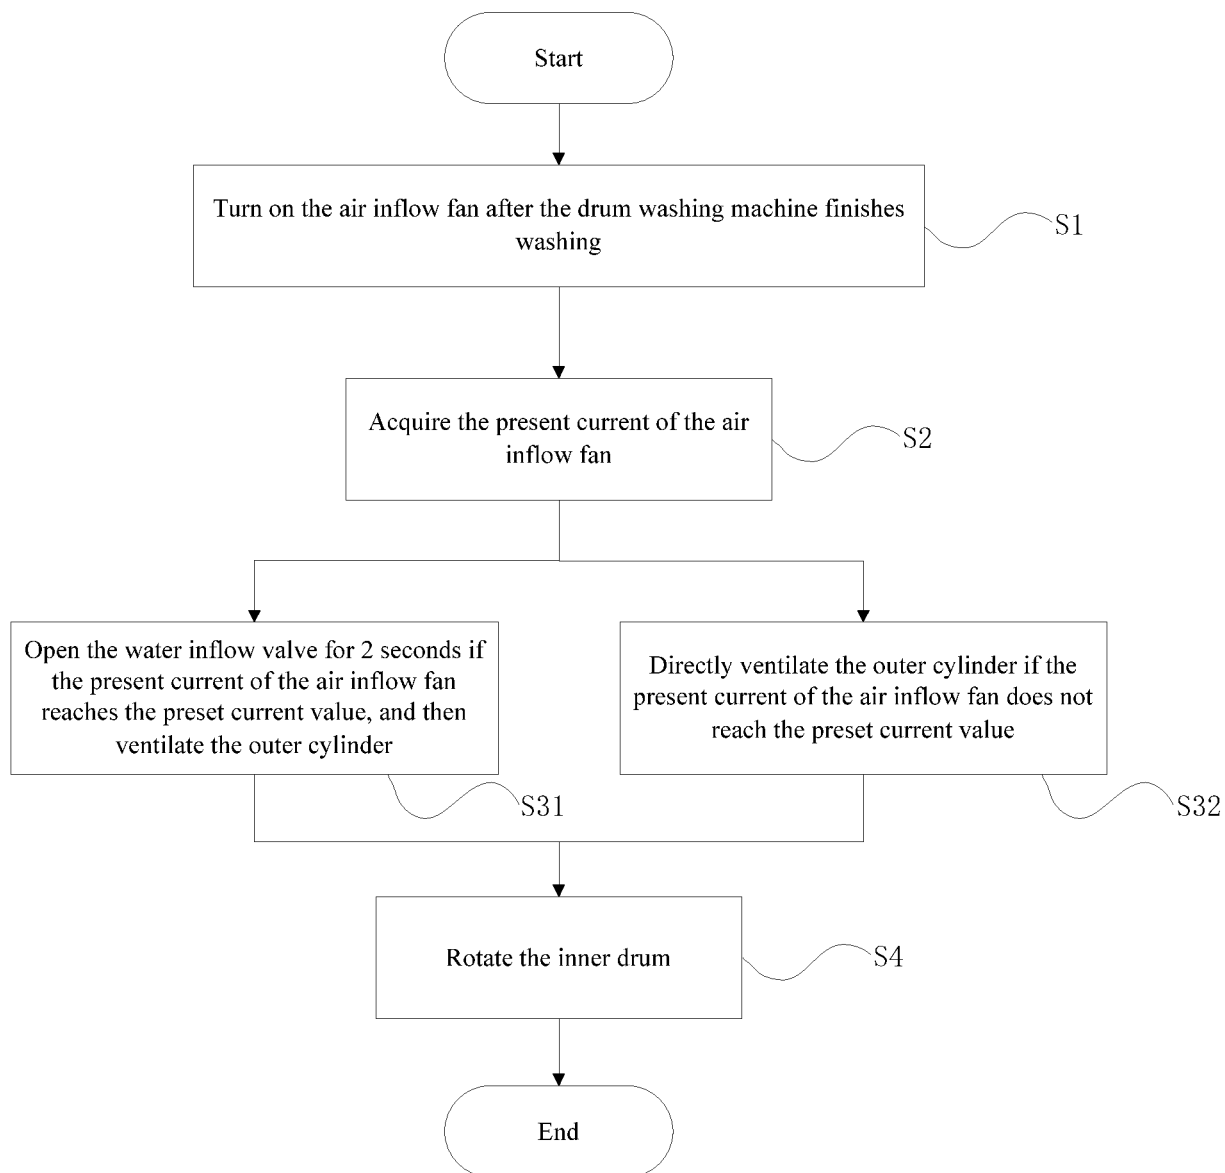 Start
Turn on the air inflow fan after the drum washing machine finishes
washing
S1
Acquire the present current of the air
inflow fan
S2
Open the water inflow valve for 2 seconds if
the present current of the air inflow fan
reaches the preset current value, and then
ventilate the outer cylinder
S31
Directly ventilate the outer cylinder if the
present current of the air inflow fan does not
reach the preset current value
S32
Rotate the inner drum
S4
End